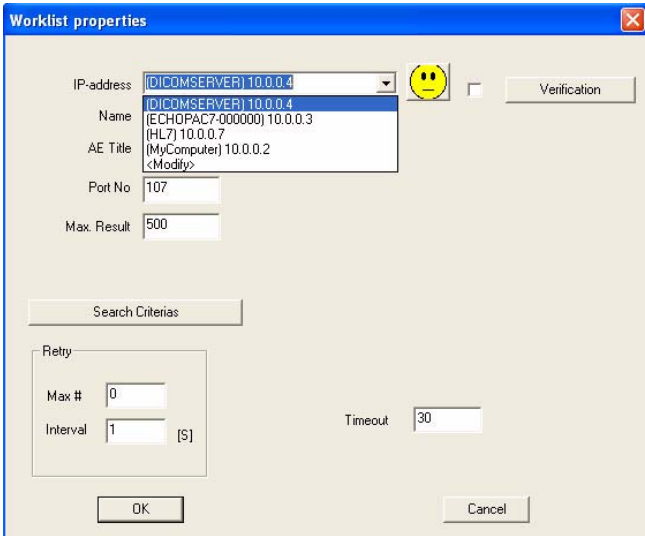 Worklist properties
IP-address (DICOMSERVER) 10.0.0.4 Verification
(DICOMSERVER) 10.0.0.4
Name (ECHOPAC7-000000) 10.0.0.3
(HL7) 10.0.0.7
AE Title (MyComputer) 10.0.0.2
<Modify>
Port No 107
Max. Result 500
Search Criterias
Retry
Max # 0
Interval 1 [S]
Timeout 30
OK Cancel